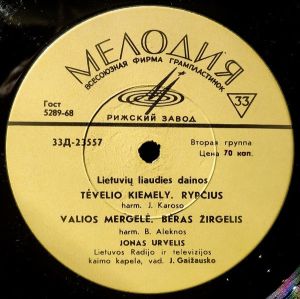 МЕЛОДИЯ
ВСЕСОЮЗНАЯ ФИРМА ГРАМПЛАСТИНОК
Гост
5289-68
33
РИЖСКИЙ ЗАВОД
33Д-23557
Вторая группа
Цена 70 коп.
Lietuvių liaudies dainos
TĖVELIO KIEMELY. RYPČIUS
harm. J. Karoso
VALIOS MERGELĖ. BĖRAS ŽIRGELIS
harm. B. Aleknos
JONAS URVELIS
Lietuvos Radijo ir televizijos
kaimo kapela, vad. J. Gaižausko